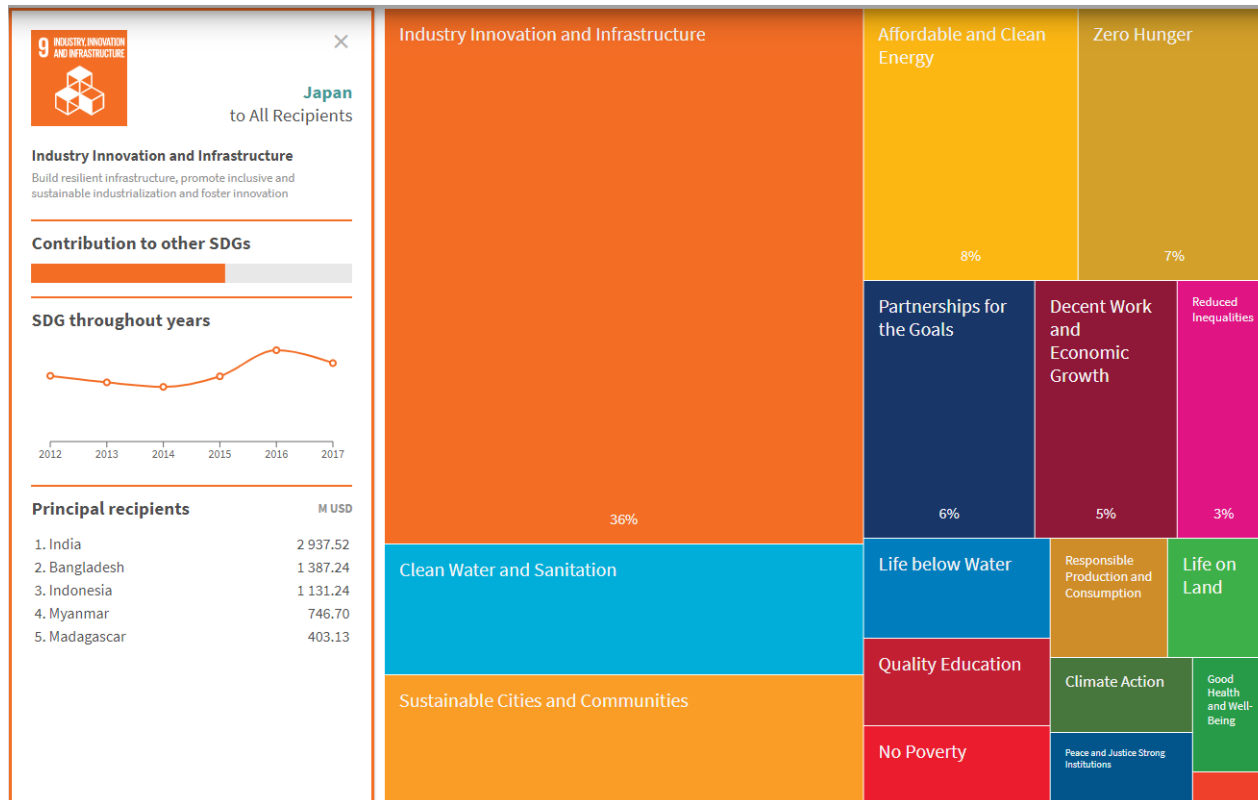 9 INDUSTRY, INNOVATION
AND INFRASTRUCTURE
×
Japan
to All Recipients
Industry Innovation and Infrastructure
Build resilient infrastructure, promote inclusive and
sustainable industrialization and foster innovation
Contribution to other SDGs
SDG throughout years
2012 2013 2014 2015 2016 2017
Principal recipients M USD
1. India 2 937.52
2. Bangladesh 1 387.24
3. Indonesia 1 131.24
4. Myanmar 746.70
5. Madagascar 403.13
Industry Innovation and Infrastructure
36%
Clean Water and Sanitation
Sustainable Cities and Communities
Affordable and Clean
Energy
8%
Zero Hunger
7%
Partnerships for
the Goals
6%
Decent Work
and
Economic
Growth
5%
Reduced
Inequalities
3%
Life below Water
Quality Education
No Poverty
Responsible
Production and
Consumption
Life on
Land
Climate Action
Good
Health
and Well-
Being
Peace and Justice Strong
Institutions